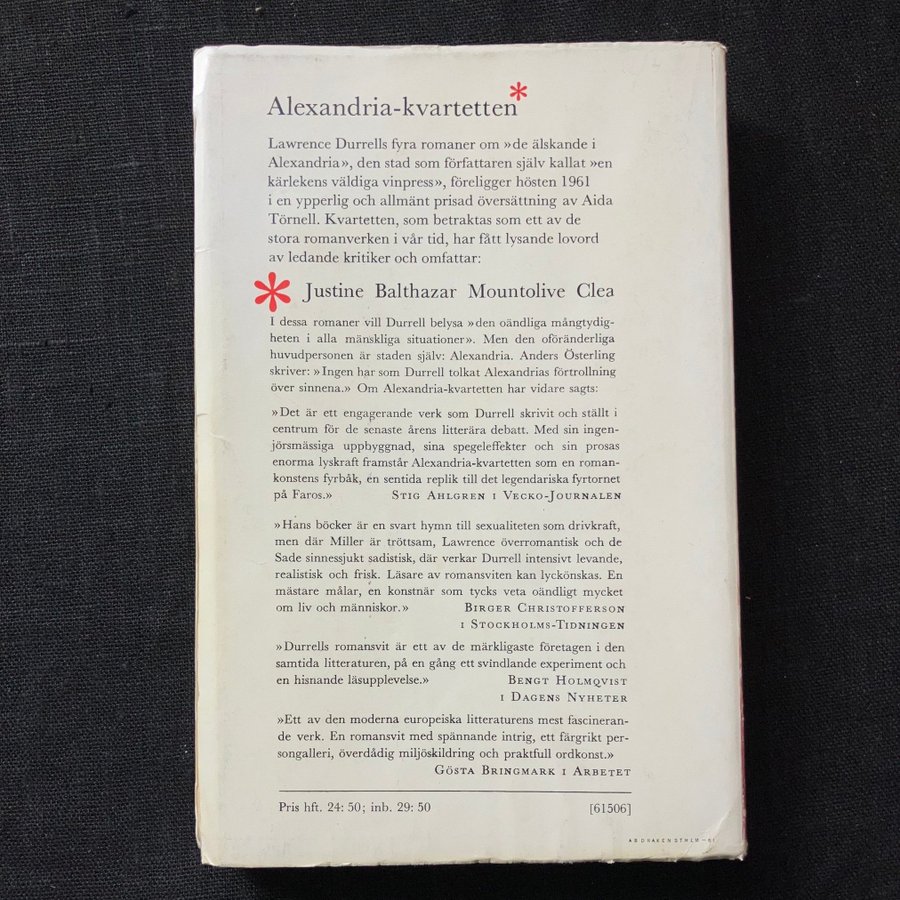 Alexandria-kvartetten*
Lawrence Durrells fyra romaner om »de älskande i
Alexandria», den stad som författaren själv kallat »en
kärlekens väldiga vinpress», föreligger hösten 1961
i en ypperlig och allmänt prisad översättning av Aida
Törnell. Kvartetten, som betraktas som ett av de
stora romanverken i vår tid, har fått lysande lovord
av ledande kritiker och omfattar:
* Justine Balthazar Mountolive Clea
I dessa romaner vill Durrell belysa »den oändliga mångtydig-
heten i alla mänskliga situationer». Men den oföränderliga
huvudpersonen är staden själv: Alexandria. Anders Österling
skriver: »Ingen har som Durrell tolkat Alexandrias förtrollning
över sinnena.» Om Alexandria-kvartetten har vidare sagts:
»Det är ett engagerande verk som Durrell skrivit och ställt i
centrum för de senaste årens litterära debatt. Med sin ingen-
jörsmässiga uppbyggnad, sina spegeleffekter och sin prosas
enorma lyskraft framstår Alexandria-kvartetten som en roman-
konstens fyrbåk, en sentida replik till det legendariska fyrtornet
på Faros.» STIG AHLGREN I VECKO-JOURNALEN
»Hans böcker är en svart hymn till sexualiteten som drivkraft,
men där Miller är tröttsam, Lawrence överromantisk och de
Sade sinnessjukt sadistisk, där verkar Durrell intensivt levande,
realistisk och frisk. Läsare av romansviten kan lyckönskas. En
mästare målar, en konstnär som tycks veta oändligt mycket
om liv och människor.» BIRGER CHRISTOFFERSON
I STOCKHOLMS-TIDNINGEN
»Durrells romansvit är ett av de märkligaste företagen i den
samtida litteraturen, på en gång ett svindlande experiment och
en hisnande läsupplevelse.» BENGT HOLMQVIST
I DAGENS NYHETER
»Ett av den moderna europeiska litteraturens mest fascineran-
de verk. En romansvit med spännande intrig, ett färgrikt per-
songalleri, överdådig miljöskildring och praktfull ordkonst.»
GÖSTA BRINGMARK I ARBETET
Pris hft. 24: 50; inb. 29: 50 [61506]